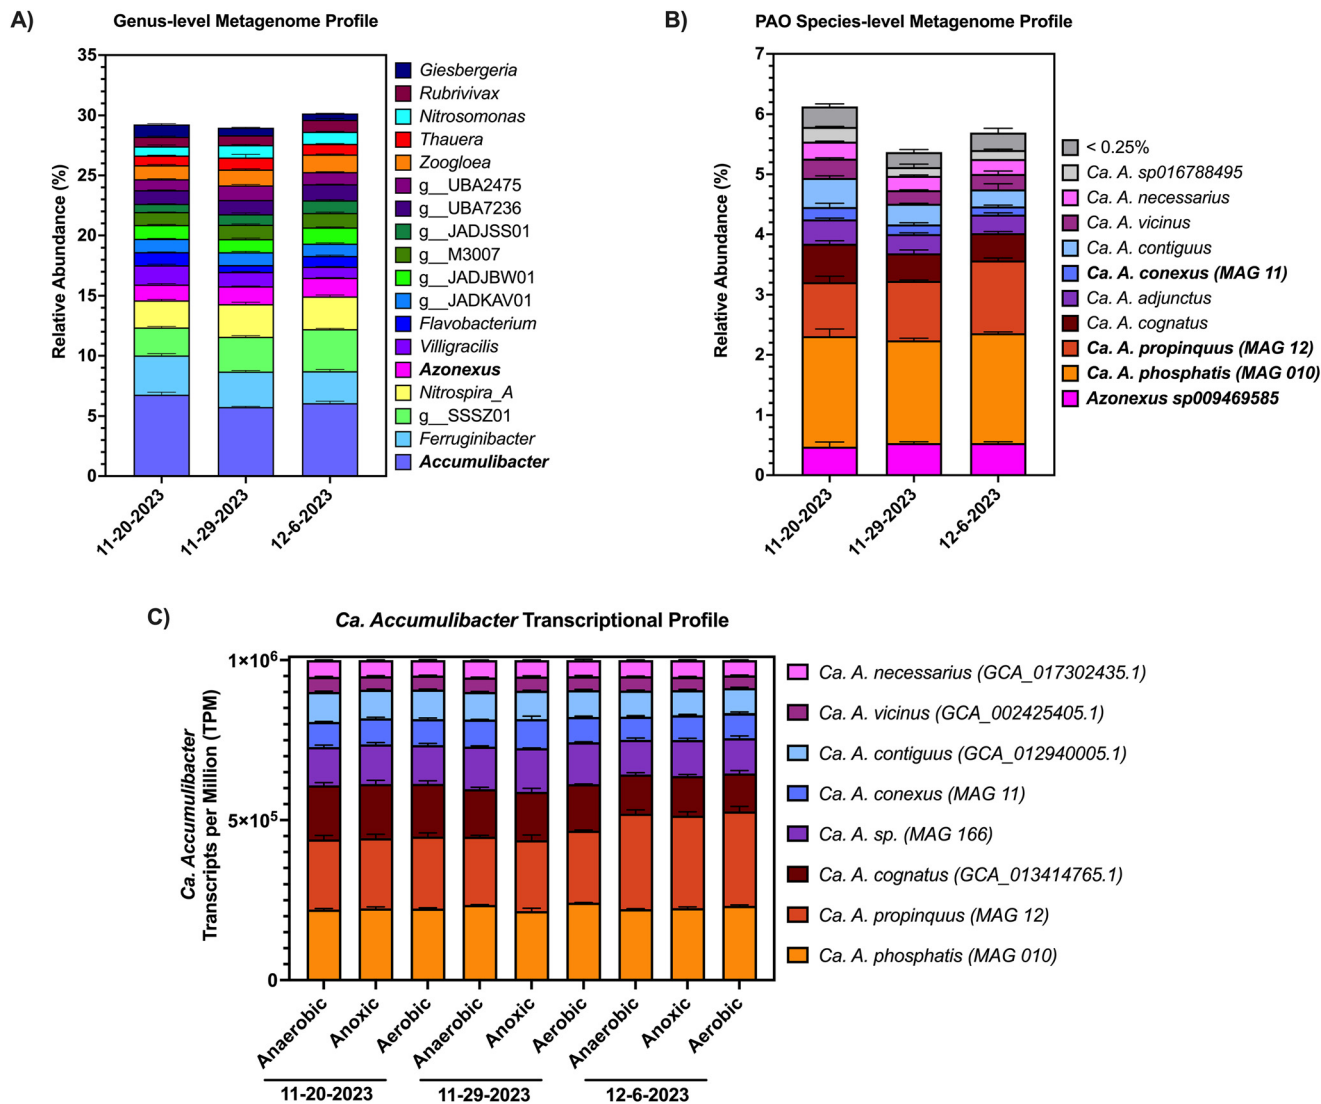 A)
Genus-level Metagenome Profile
Relative Abundance (%)
35
30
25
20
15
10
5
0
11-20-2023
11-29-2023
12-6-2023
Giesbergeria
Rubrivivax
Nitrosomonas
Thauera
Zoogloea
g__UBA2475
g__UBA7236
g__JADJSS01
g__M3007
g__JADJBW01
g__JADKAV01
Flavobacterium
Villigracilis
Azonexus
Nitrospira_A
g__SSSZ01
Ferruginibacter
Accumulibacter
B)
PAO Species-level Metagenome Profile
Relative Abundance (%)
7
6
5
4
3
2
1
0
11-20-2023
11-29-2023
12-6-2023
< 0.25%
Ca. A. sp016788495
Ca. A. necessarius
Ca. A. vicinus
Ca. A. contiguus
Ca. A. conexus (MAG 11)
Ca. A. adjunctus
Ca. A. cognatus
Ca. A. propinquus (MAG 12)
Ca. A. phosphatis (MAG 010)
Azonexus sp009469585
C)
Ca. Accumulibacter Transcriptional Profile
Ca. Accumulibacter
Transcripts per Million (TPM)
1×10⁶
5×10⁵
0
Anaerobic
Anoxic
Aerobic
Anaerobic
Anoxic
Aerobic
Anaerobic
Anoxic
Aerobic
11-20-2023
11-29-2023
12-6-2023
Ca. A. necessarius (GCA_017302435.1)
Ca. A. vicinus (GCA_002425405.1)
Ca. A. contiguus (GCA_012940005.1)
Ca. A. conexus (MAG 11)
Ca. A. sp. (MAG 166)
Ca. A. cognatus (GCA_013414765.1)
Ca. A. propinquus (MAG 12)
Ca. A. phosphatis (MAG 010)